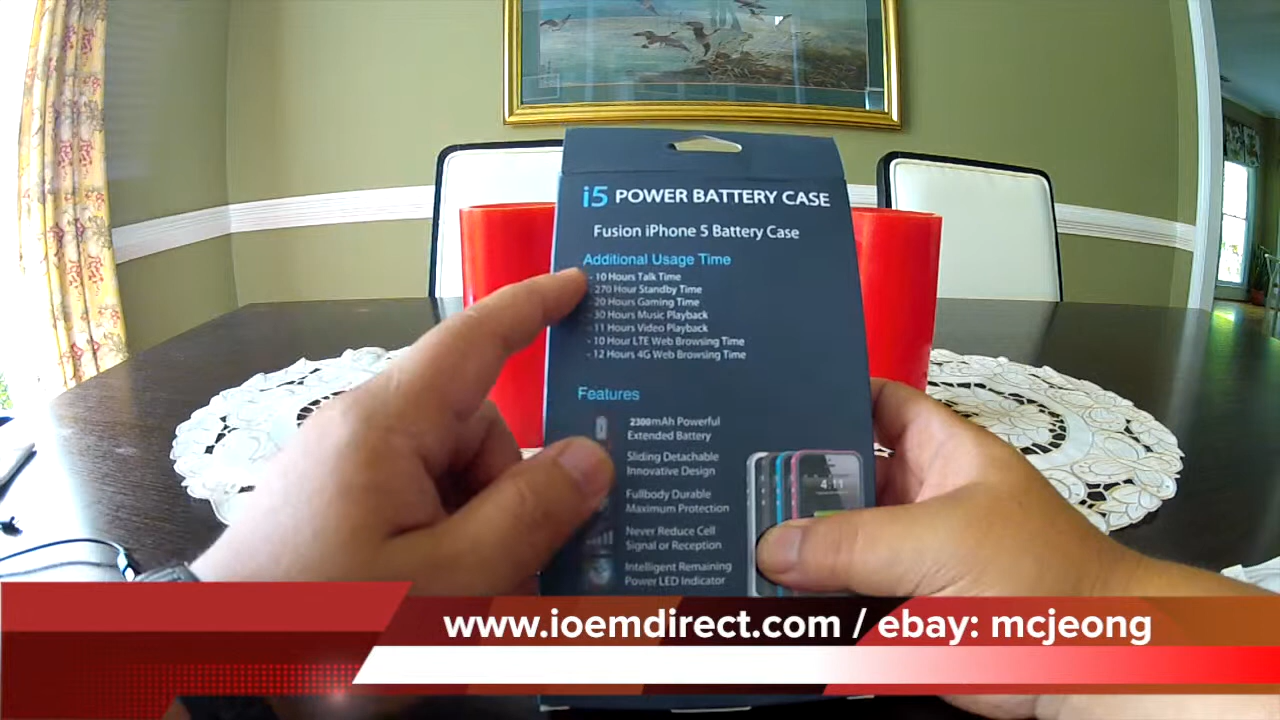 i5 POWER BATTERY CASE
Fusion iPhone 5 Battery Case
Additional Usage Time
- 10 Hours Talk Time
- 270 Hour Standby Time
- 20 Hours Gaming Time
- 30 Hours Music Playback
- 11 Hours Video Playback
- 10 Hour LTE Web Browsing Time
- 12 Hours 4G Web Browsing Time
Features
2300mAh Powerful
Extended Battery
Sliding Detachable
Innovative Design
Fullbody Durable
Maximum Protection
Never Reduce Cell
Signal or Reception
Intelligent Remaining
Power LED Indicator
4:11
www.ioemdirect.com / ebay: mcjeong